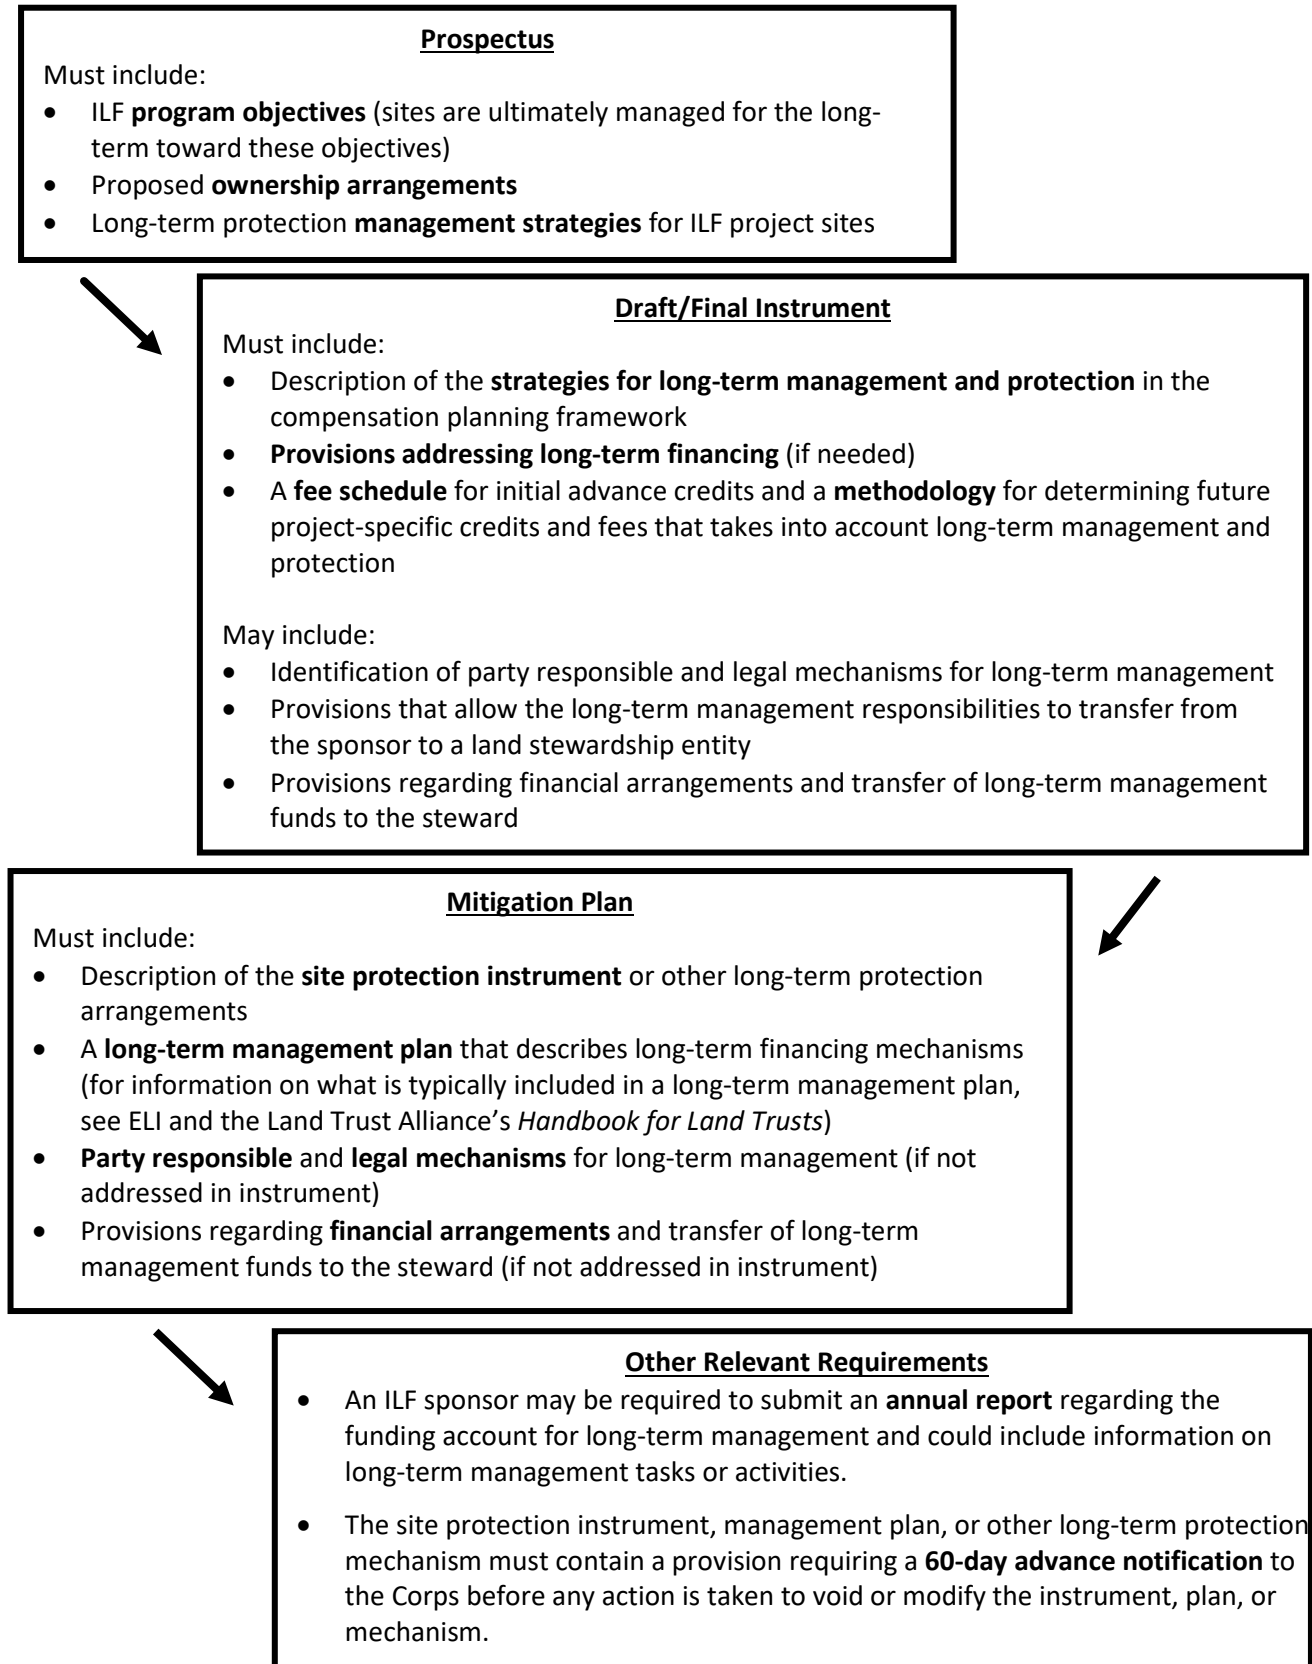 Prospectus
Must include:
• ILF program objectives (sites are ultimately managed for the long-
term toward these objectives)
• Proposed ownership arrangements
• Long-term protection management strategies for ILF project sites
Draft/Final Instrument
Must include:
• Description of the strategies for long-term management and protection in the
compensation planning framework
• Provisions addressing long-term financing (if needed)
• A fee schedule for initial advance credits and a methodology for determining future
project-specific credits and fees that takes into account long-term management and
protection
May include:
• Identification of party responsible and legal mechanisms for long-term management
• Provisions that allow the long-term management responsibilities to transfer from
the sponsor to a land stewardship entity
• Provisions regarding financial arrangements and transfer of long-term management
funds to the steward
Mitigation Plan
Must include:
• Description of the site protection instrument or other long-term protection
arrangements
• A long-term management plan that describes long-term financing mechanisms
(for information on what is typically included in a long-term management plan,
see ELI and the Land Trust Alliance’s Handbook for Land Trusts)
• Party responsible and legal mechanisms for long-term management (if not
addressed in instrument)
• Provisions regarding financial arrangements and transfer of long-term
management funds to the steward (if not addressed in instrument)
Other Relevant Requirements
• An ILF sponsor may be required to submit an annual report regarding the
funding account for long-term management and could include information on
long-term management tasks or activities.
• The site protection instrument, management plan, or other long-term protection
mechanism must contain a provision requiring a 60-day advance notification to
the Corps before any action is taken to void or modify the instrument, plan, or
mechanism.